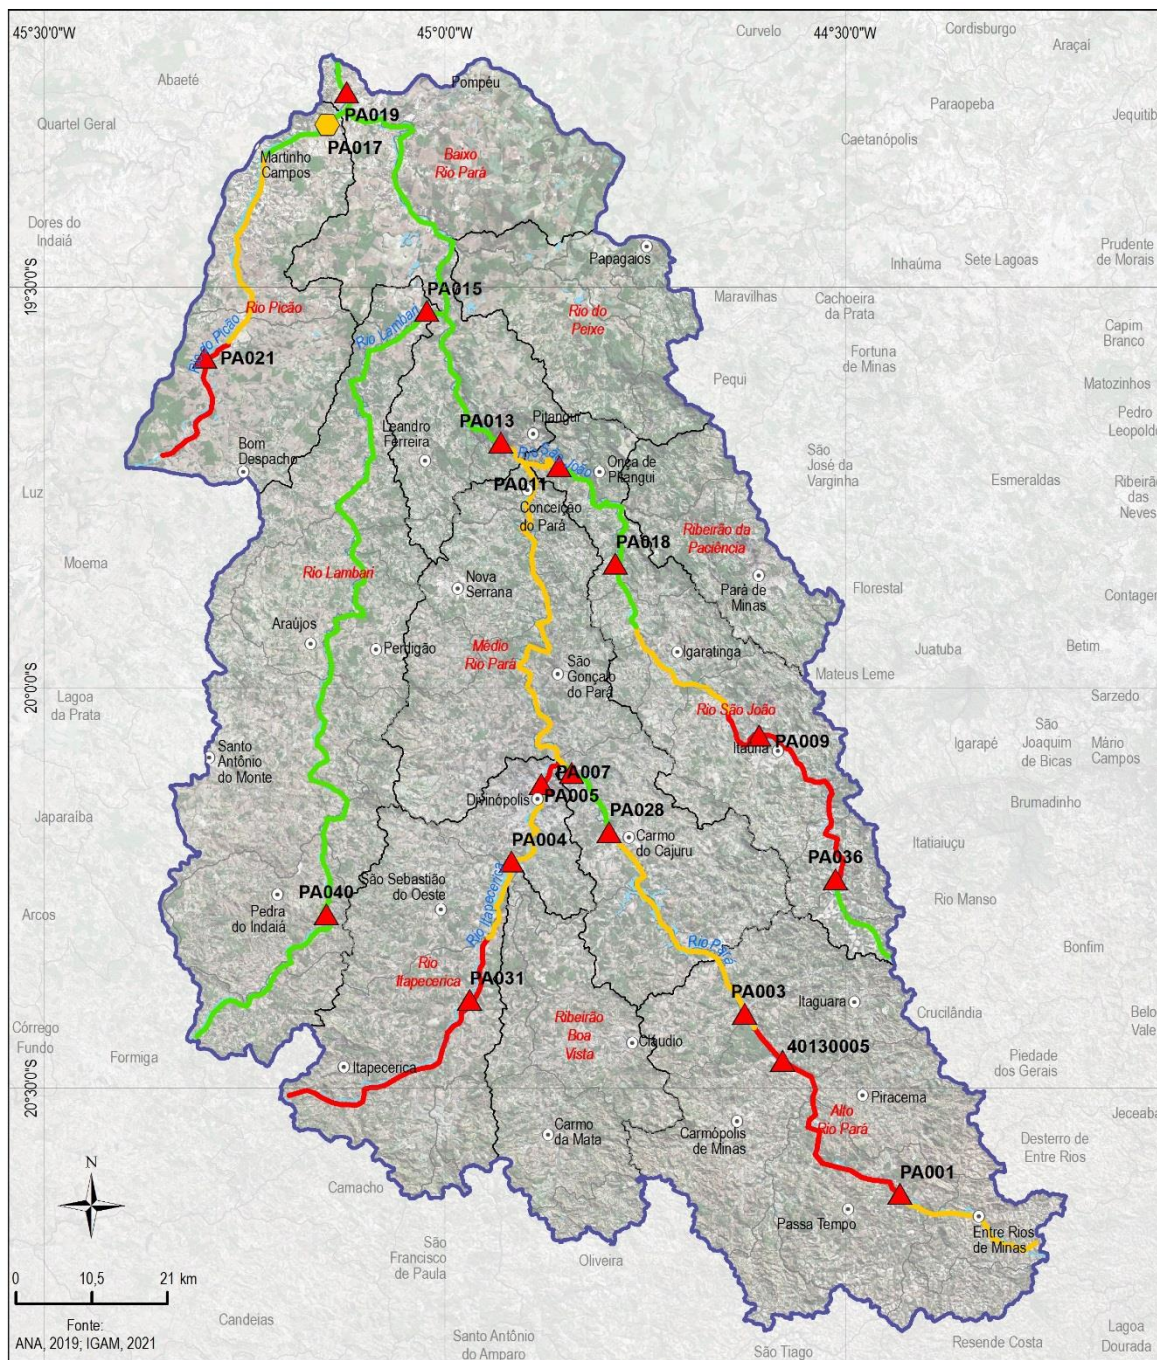 45°30'0"W
45°0'0"W
44°30'0"W
Curvelo
Cordisburgo
Araçaí
Abaeté
Pompéu
Paraopeba
Jequitib
Quartel Geral
PA019
Caetanópolis
PA017
Martinho
Campos
Baixo
Rio Pará
Dores do
Indaiá
Papagaios
Prudente
de Morais
Inhaúma
Sete Lagoas
19°30'0"S
PA015
Maravilhas
Cachoeira
da Prata
Rio Picão
Rio do
Peixe
Rio Lambari
Capim
Branco
Fortuna
de Minas
PA021
Pequi
Matozinhos
Pedro
Leopoldo
PA013
Pitangui
Leandro
Ferreira
Bom
Despacho
São
José da
Varginha
Onça de
Pitangui
Esmeraldas
Ribeirão
das
Neves
Luz
PA011
Conceição
do Pará
Ribeirão da
Paciência
PA018
Moema
Rio Lambari
Nova
Serrana
Pará de
Minas
Florestal
Contagem
Araújos
Perdigão
Médio
Rio Pará
Igaratinga
Juatuba
Betim
São
Gonçalo
do Pará
Mateus Leme
20°0'0"S
Lagoa
da Prata
Sarzedo
Rio São João
Santo
Antônio
do Monte
Itaúna
PA009
Igarapé
São
Joaquim
de Bicas
Mário
Campos
PA007
Divinópolis
PA005
Japaraíba
Brumadinho
PA028
Carmo
do Cajuru
PA004
Itatiaiuçu
PA036
São Sebastião
do Oeste
Rio Itapecerica
PA040
Pedra
do Indaiá
Arcos
Rio Manso
Rio Pará
Bonfim
Rio
Itapecerica
PA031
PA003
Itaguara
Crucilândia
Belo
Vale
Córrego
Fundo
Formiga
Ribeirão
Boa
Vista
Cláudio
40130005
Piedade
dos Gerais
Itapecerica
20°30'0"S
Piracema
Jeceaba
Alto
Rio Pará
Carmo
da Mata
Carmópolis
de Minas
Desterro de
Entre Rios
N
Camacho
PA001
Passa Tempo
Entre Rios
de Minas
São
Francisco
de Paula
Oliveira
0
10,5
21 km
Fonte:
ANA, 2019; IGAM, 2021
Candeias
Santo Antônio
do Amparo
São Tiago
Resende Costa
Lagoa
Dourada